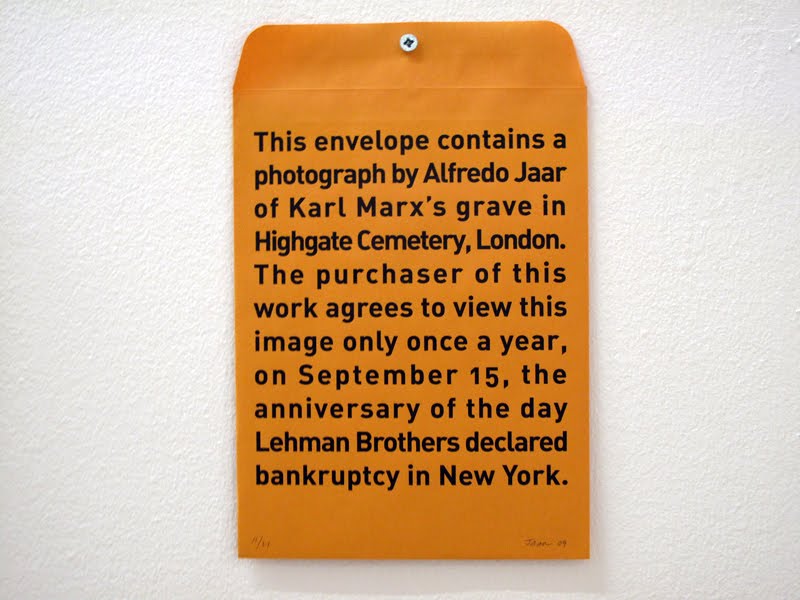 This envelope contains a
photograph by Alfredo Jaar
of Karl Marx's grave in
Highgate Cemetery, London.
The purchaser of this
work agrees to view this
image only once a year,
on September 15, the
anniversary of the day
Lehman Brothers declared
bankruptcy in New York.
Jaar 09